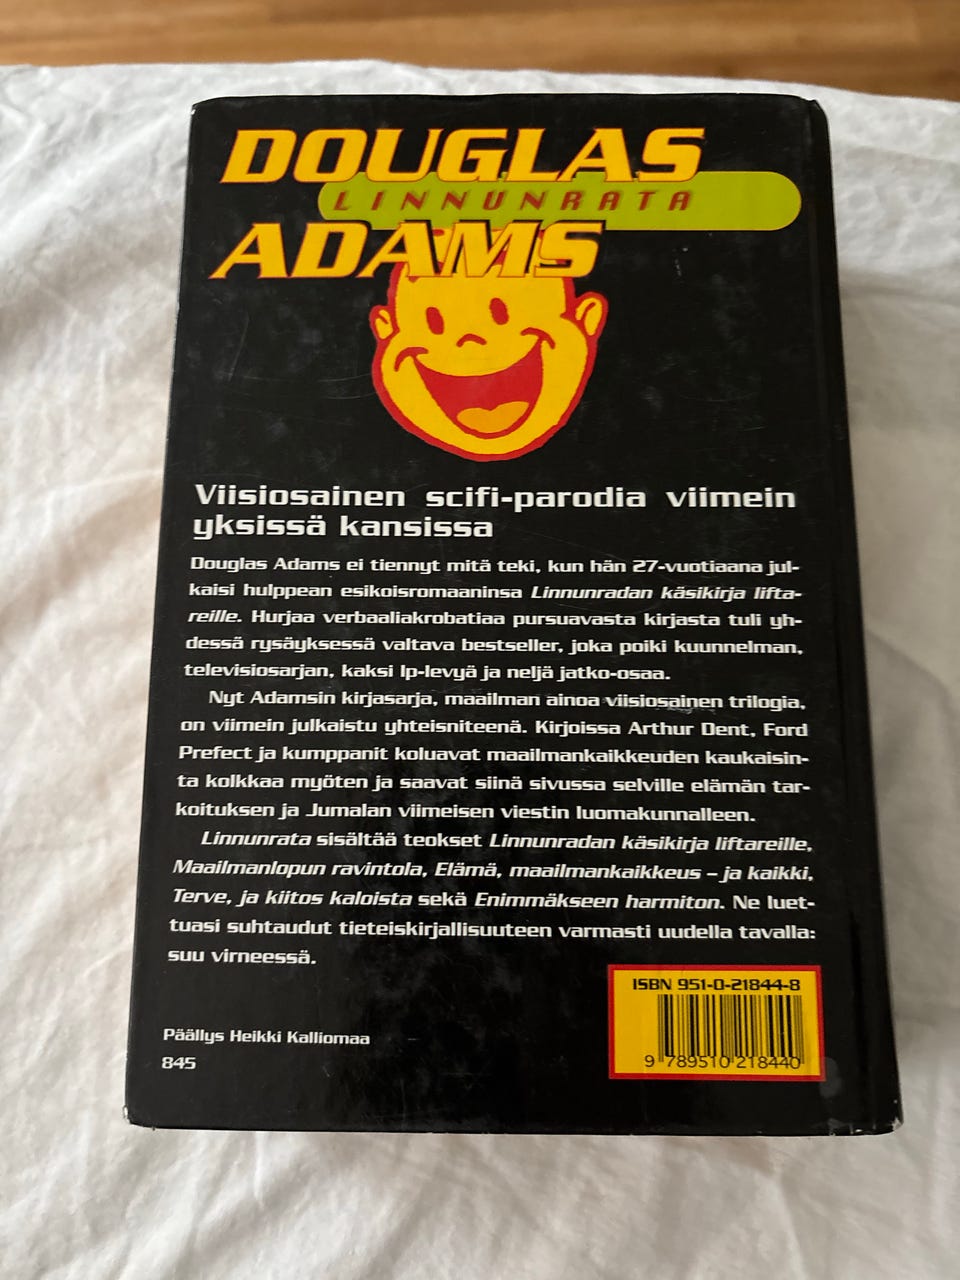 DOUGLAS
LINNUNRATA
ADAMS
Viisiosainen scifi-parodia viimein
yksissä kansissa
Douglas Adams ei tiennyt mitä teki, kun hän 27-vuotiaana jul-
kaisi hulppean esikoisromaaninsa Linnunradan käsikirja lifta-
reille. Hurjaa verbaaliakrobatiaa pursuavasta kirjasta tuli yh-
dessä rysäyksessä valtava bestseller, joka poiki kuunnelman,
televisiosarjan, kaksi lp-levyä ja neljä jatko-osaa.
Nyt Adamsin kirjasarja, maailman ainoa viisiosainen trilogia,
on viimein julkaistu yhteisniteenä. Kirjoissa Arthur Dent, Ford
Prefect ja kumppanit koluavat maailmankaikkeuden kaukaisin-
ta kolkkaa myöten ja saavat siinä sivussa selville elämän tar-
koituksen ja Jumalan viimeisen viestin luomakunnalleen.
Linnunrata sisältää teokset Linnunradan käsikirja liftareille,
Maailmanlopun ravintola, Elämä, maailmankaikkeus – ja kaikki,
Terve, ja kiitos kaloista sekä Enimmäkseen harmiton. Ne luet-
tuasi suhtaudut tieteiskirjallisuuteen varmasti uudella tavalla:
suu virneessä.
ISBN 951-0-21844-8
9 789510 218440
Päällys Heikki Kalliomaa
845